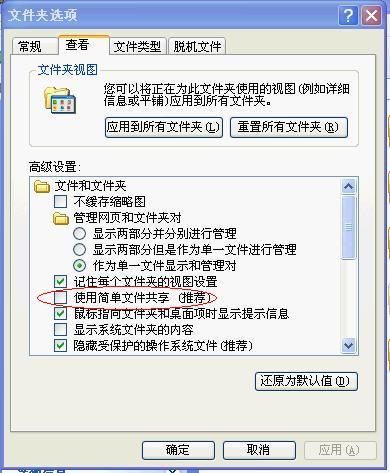 文件夹选项
常规 查看 文件类型 脱机文件
文件夹视图
您可以将正在为此文件夹使用的视图(例如详细
信息或平铺)应用到所有文件夹。
应用到所有文件夹(L) 重置所有文件夹(R)
高级设置:
文件和文件夹
不缓存缩略图
管理网页和文件夹对
显示两部分并分别进行管理
显示两部分但是作为单一文件进行管理
作为单一文件显示和管理对
记住每个文件夹的视图设置
使用简单文件共享 (推荐)
鼠标指向文件夹和桌面项时显示提示信息
显示系统文件夹的内容
隐藏受保护的操作系统文件(推荐)
还原为默认值(D)
确定 取消 应用(A)